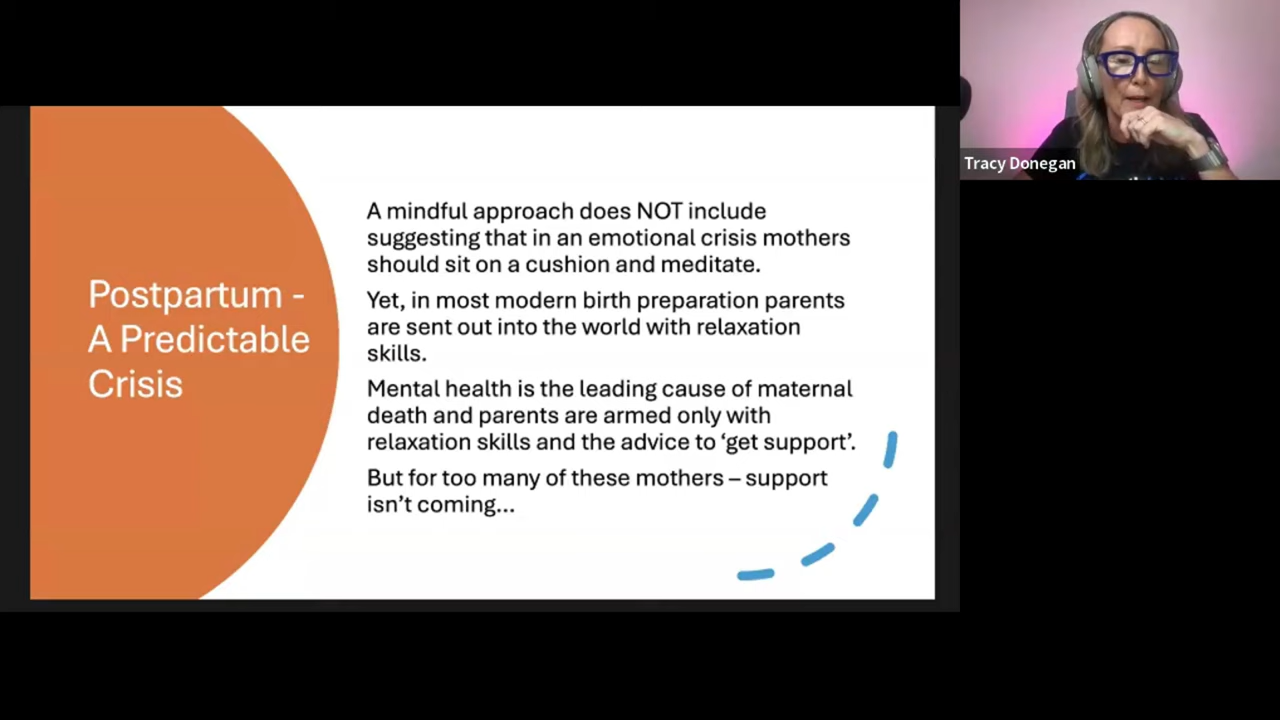 Tracy Donegan
Postpartum -
A Predictable
Crisis
A mindful approach does NOT include
suggesting that in an emotional crisis mothers
should sit on a cushion and meditate.
Yet, in most modern birth preparation parents
are sent out into the world with relaxation
skills.
Mental health is the leading cause of maternal
death and parents are armed only with
relaxation skills and the advice to ‘get support’.
But for too many of these mothers – support
isn’t coming...